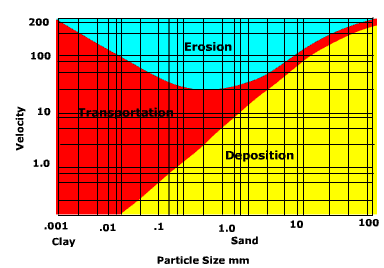 200
Erosion
100
Transportation
10
Velocity
Deposition
1.0
.001 .01 .1 1.0 10 100
Clay Sand
Particle Size mm